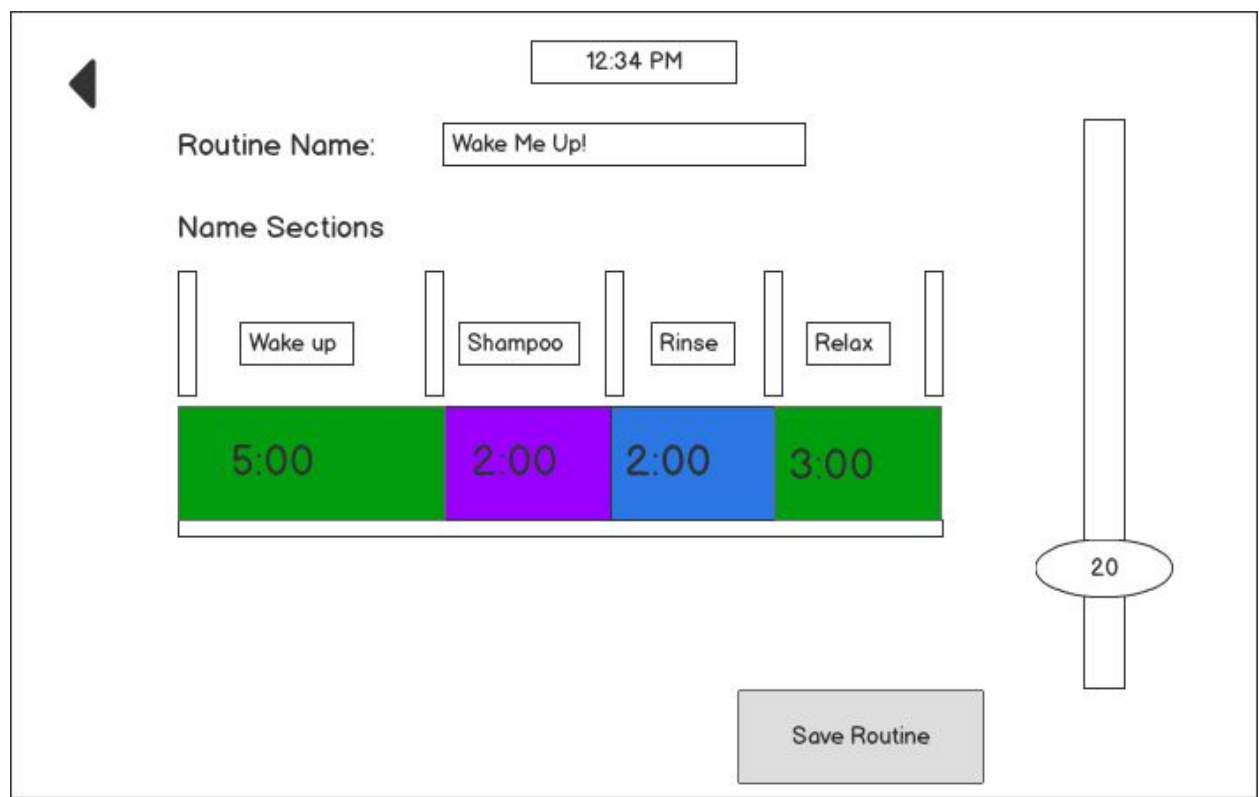 12:34 PM
Routine Name: Wake Me Up!
Name Sections
Wake up Shampoo Rinse Relax
5:00 2:00 2:00 3:00
20
Save Routine